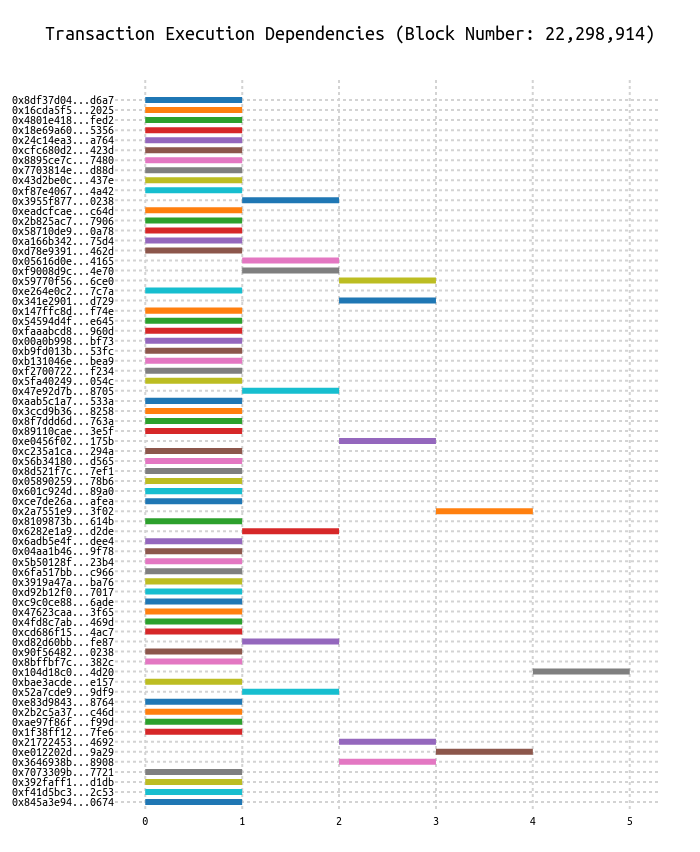 Transaction Execution Dependencies (Block Number: 22,298,914)
0x8df37d04...d6a7
0x16cda5f5...2025
0x4801e418...fed2
0x18e69a60...5356
0x24c14ea3...a764
0xcfc680d2...423d
0x8895ce7c...7480
0x7703814e...d88d
0x43d2be0c...437e
0xf87e4067...4a42
0x3955f877...0238
0xeadcfcae...c64d
0x2b825ac7...7906
0x58710de9...0a78
0xa166b342...75d4
0xd78e9391...462d
0x05616d0e...4165
0xf9008d9c...4e70
0x59770f56...6ce0
0xe264e0c2...7c7a
0x341e2901...d729
0x147ffc8d...f74e
0x54594d4f...e645
0xfaaabcd8...960d
0x00a0b998...bf73
0xb9fd013b...53fc
0xb131046e...bea9
0xf2700722...f234
0x5fa40249...054c
0x47e92d7b...8705
0xaab5c1a7...533a
0x3ccd9b36...8258
0x8f7ddd6d...763a
0x89110cae...3e5f
0xe0456f02...175b
0xc235a1ca...294a
0x56b34180...d565
0x8d521f7c...7ef1
0x05890259...78b6
0x601c924d...89a0
0xce7de26a...afea
0x2a7551e9...3f02
0x8109873b...614b
0x6282e1a9...d2de
0x6adb5e4f...dee4
0x04aa1b46...9f78
0x5b50128f...23b4
0x6fa517bb...c966
0x3919a47a...ba76
0xd92b12f0...7017
0xc9c0ce88...6ade
0x47623caa...3f65
0x4fd8c7ab...469d
0xcd686f15...4ac7
0xd82d60bb...fe87
0x90f56482...0238
0x8bffbf7c...382c
0x104d18c0...4d20
0xbae3acde...e157
0x52a7cde9...9df9
0xe83d9843...8764
0x2b2c5a37...c46d
0xae97f86f...f99d
0x1f38ff12...7fe6
0x21722453...4692
0xe012202d...9a29
0x3646938b...8908
0x7073309b...7721
0x392faff1...d1db
0xf41d5bc3...2c53
0x845a3e94...0674
0 1 2 3 4 5